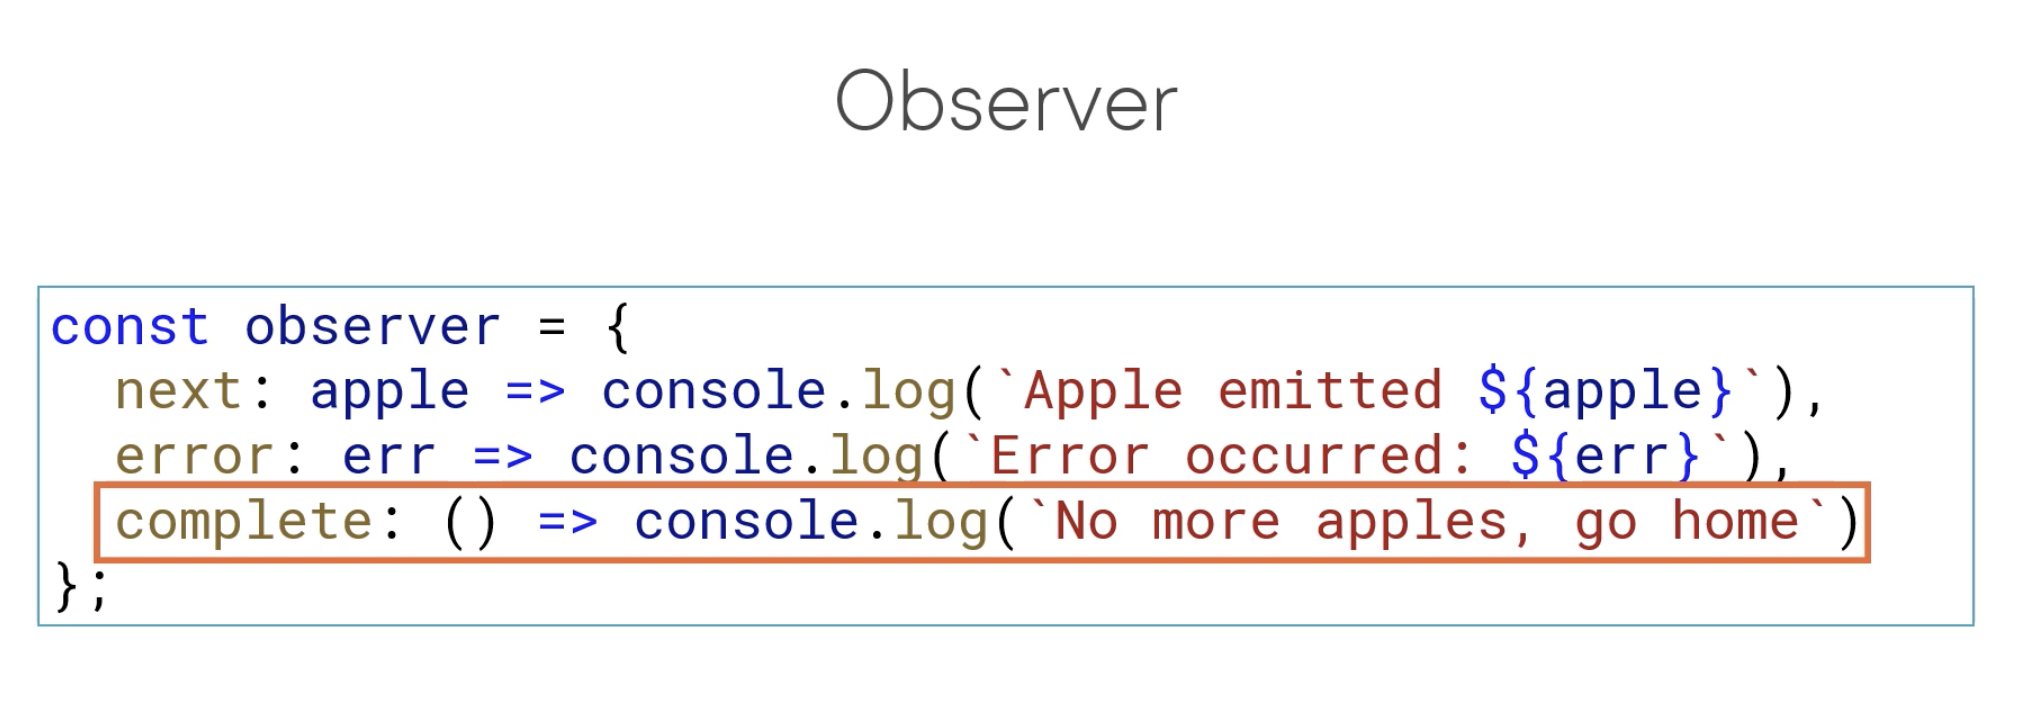 Observer
const observer = {
  next: apple => console.log(`Apple emitted ${apple}`),
  error: err => console.log(`Error occurred: ${err}`),
  complete: () => console.log(`No more apples, go home`)
};